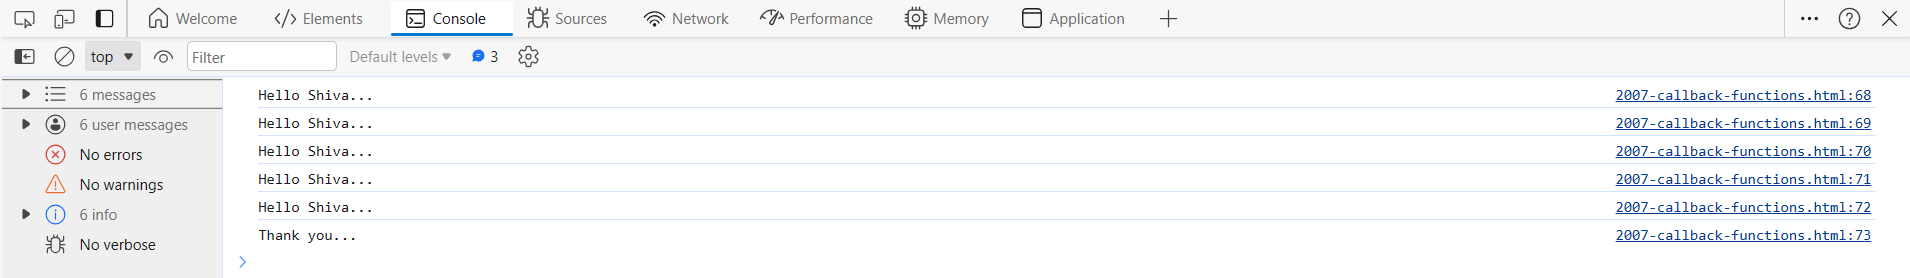 Welcome Elements Console Sources Network Performance Memory Application
top Filter Default levels 3
6 messages
6 user messages
No errors
No warnings
6 info
No verbose
Hello Shiva... 2007-callback-functions.html:68
Hello Shiva... 2007-callback-functions.html:69
Hello Shiva... 2007-callback-functions.html:70
Hello Shiva... 2007-callback-functions.html:71
Hello Shiva... 2007-callback-functions.html:72
Thank you... 2007-callback-functions.html:73